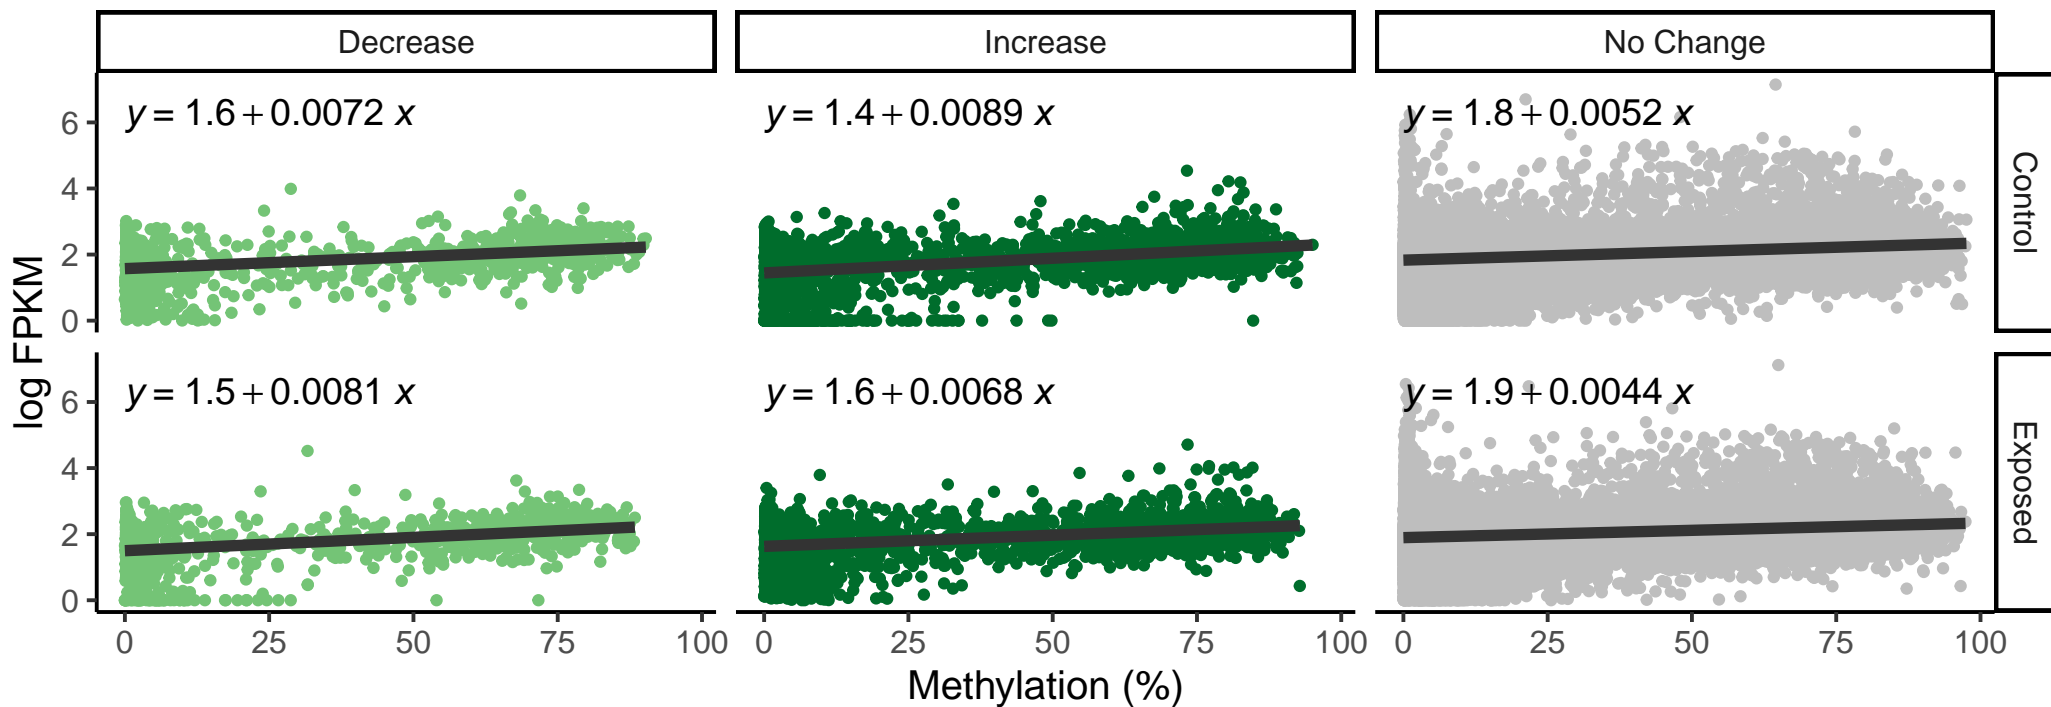 Decrease
Increase
No Change
y = 1.6 + 0.0072 x
y = 1.4 + 0.0089 x
y = 1.8 + 0.0052 x
Control
6
4
2
0
log FPKM
y = 1.5 + 0.0081 x
y = 1.6 + 0.0068 x
y = 1.9 + 0.0044 x
Exposed
6
4
2
0
0 25 50 75 100
0 25 50 75 100
0 25 50 75 100
Methylation (%)